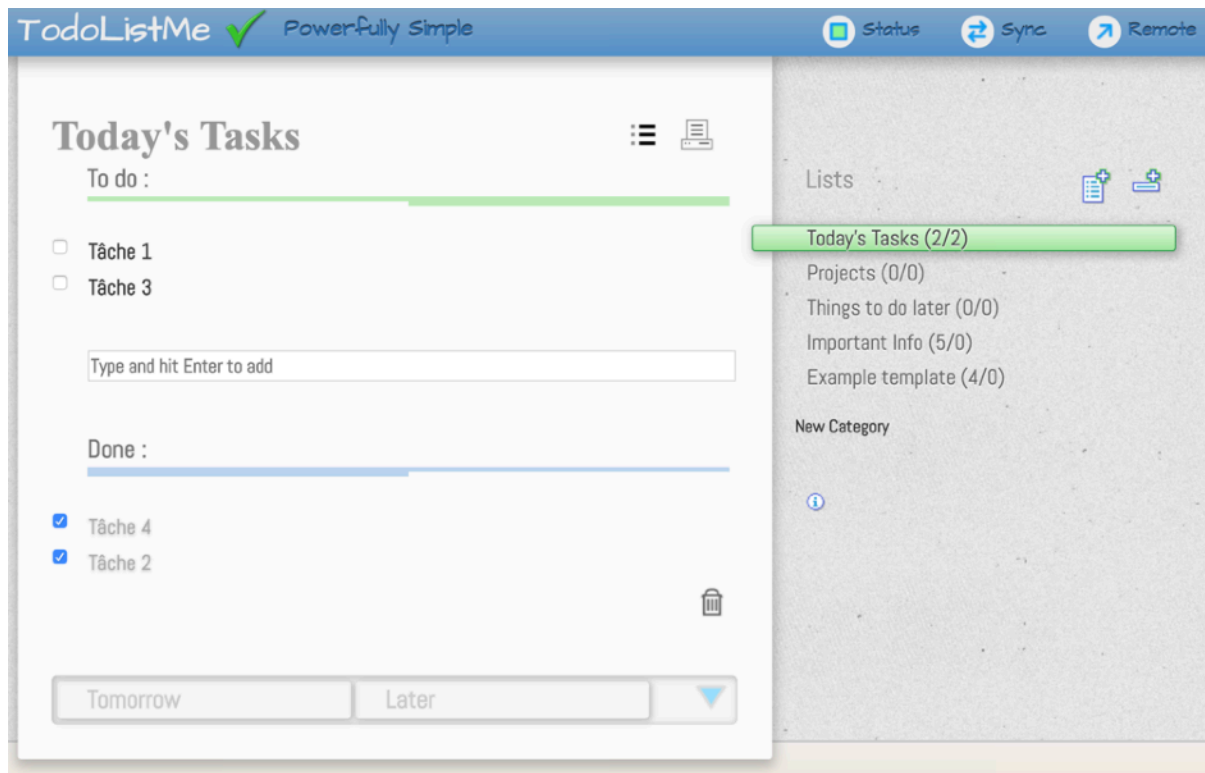 TodoListMe Powerfully Simple Status Sync Remote
Today's Tasks
To do :
Tâche 1
Tâche 3
Type and hit Enter to add
Done :
Tâche 4
Tâche 2
Tomorrow Later
Lists
Today's Tasks (2/2)
Projects (0/0)
Things to do later (0/0)
Important Info (5/0)
Example template (4/0)
New Category